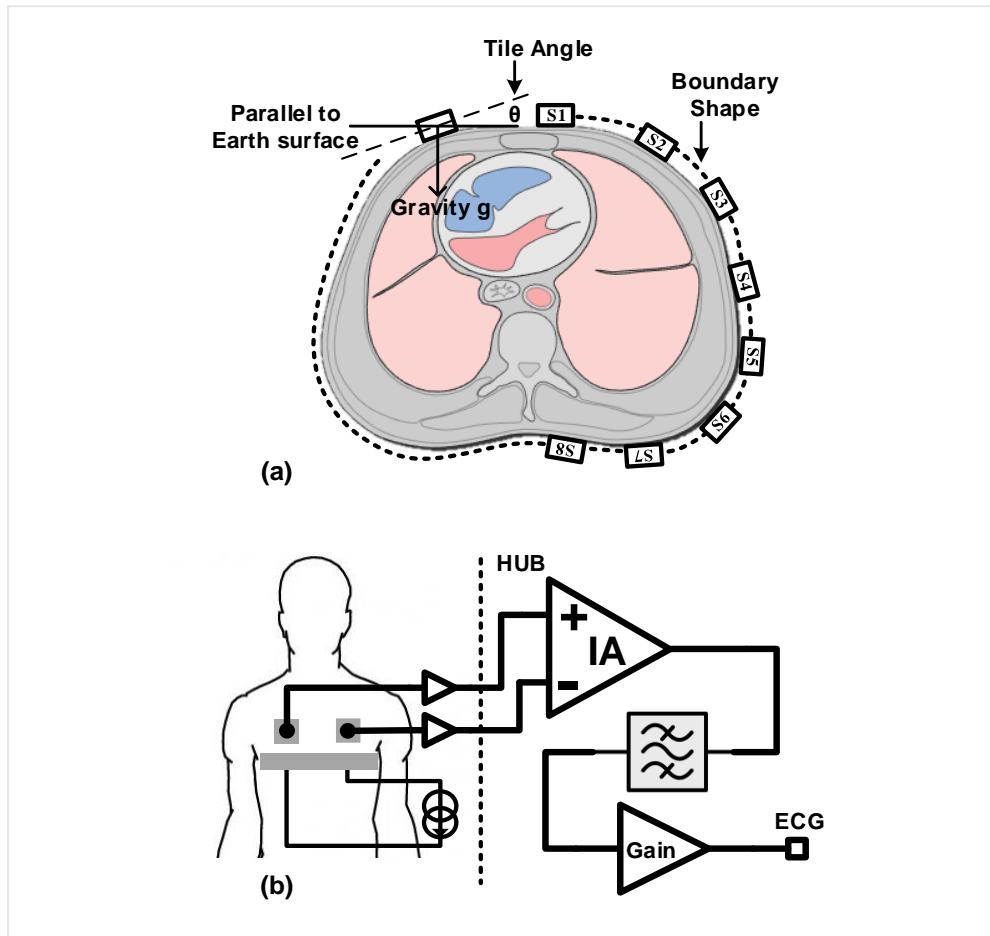 Tile Angle
Boundary
Shape
Parallel to
Earth surface
θ
S1
S2
S3
Gravity g
S4
S5
S6
S7
S8
(a)
HUB
+
IA
-
Gain
ECG
(b)